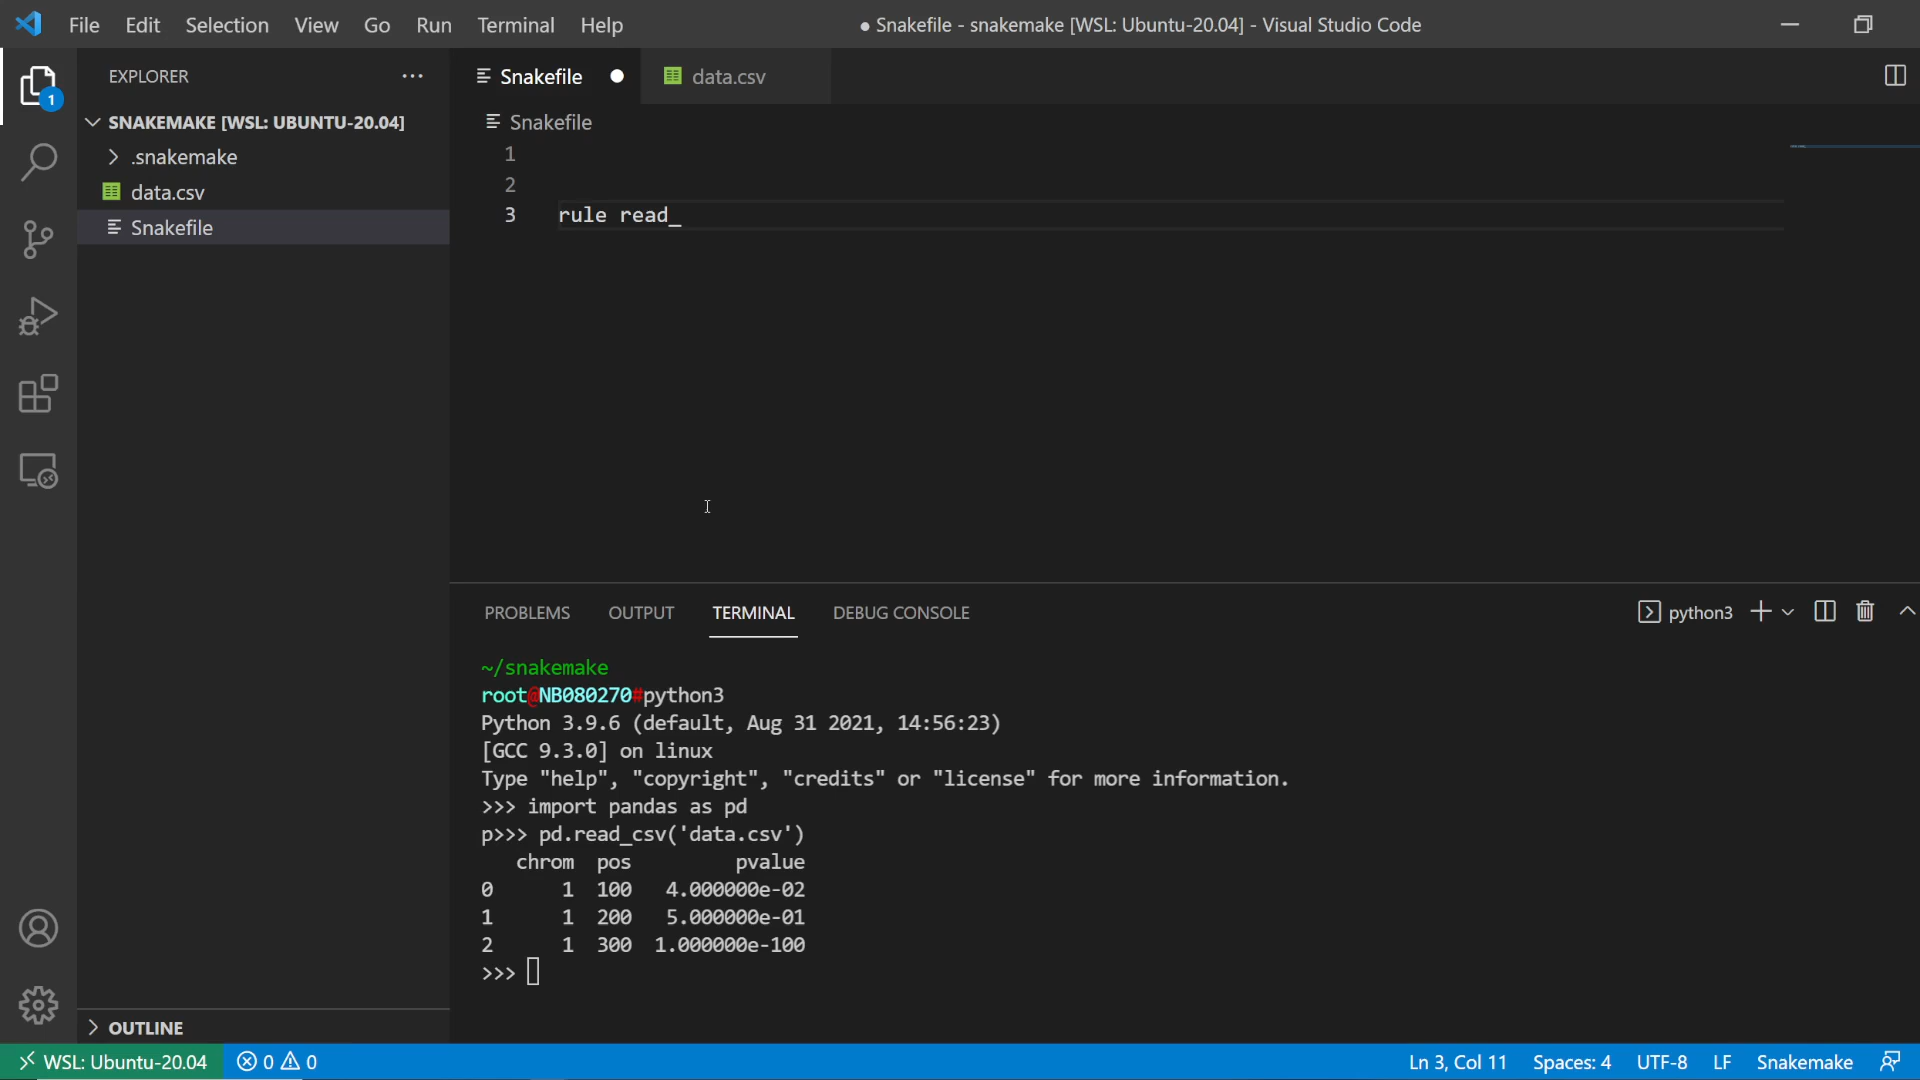 File Edit Selection View Go Run Terminal Help
● Snakefile - snakemake [WSL: Ubuntu-20.04] - Visual Studio Code
EXPLORER ...
1
SNAKEMAKE [WSL: UBUNTU-20.04]
.snakemake
data.csv
Snakefile
OUTLINE
Snakefile ● data.csv
Snakefile
1
2
3 rule read_
PROBLEMS OUTPUT TERMINAL DEBUG CONSOLE
python3
~/snakemake
root@NB080270#python3
Python 3.9.6 (default, Aug 31 2021, 14:56:23)
[GCC 9.3.0] on linux
Type "help", "copyright", "credits" or "license" for more information.
>>> import pandas as pd
p>>> pd.read_csv('data.csv')
chrom pos pvalue
0 1 100 4.000000e-02
1 1 200 5.000000e-01
2 1 300 1.000000e-100
>>>
WSL: Ubuntu-20.04 0 0 Ln 3, Col 11 Spaces: 4 UTF-8 LF Snakemake